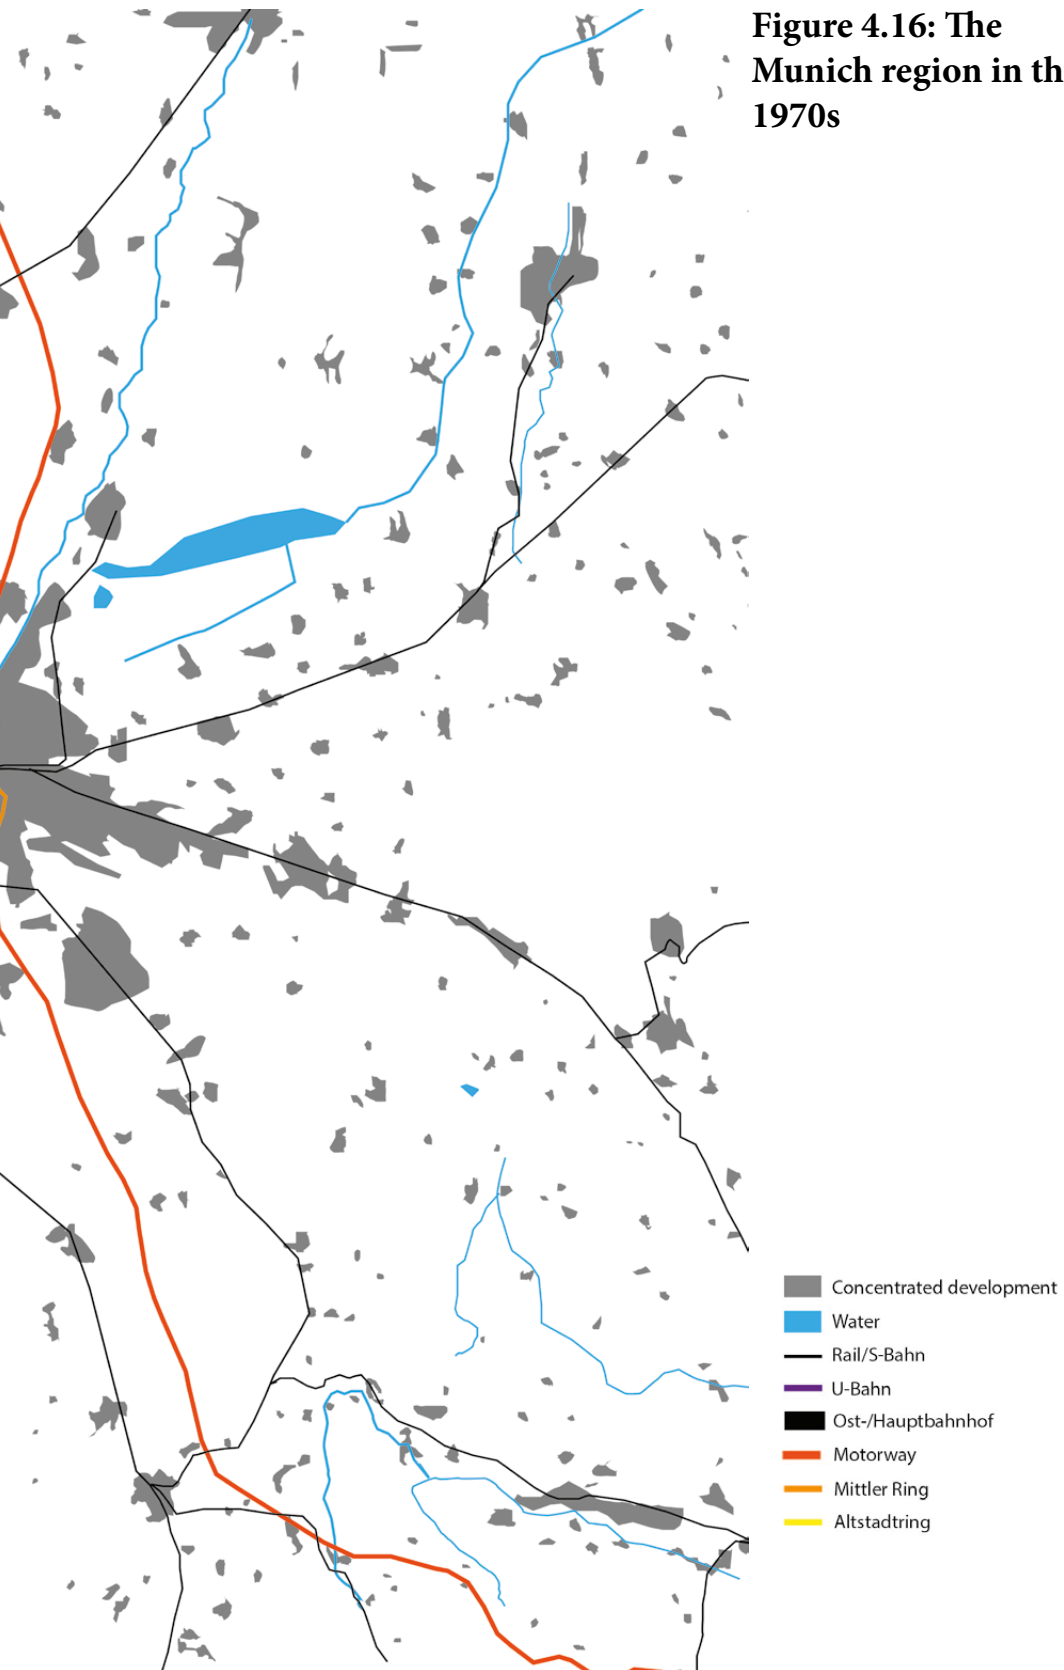 Figure 4.16: The
Munich region in th
1970s
Concentrated development
Water
Rail/S-Bahn
U-Bahn
Ost-/Hauptbahnhof
Motorway
Mittler Ring
Altstadtring